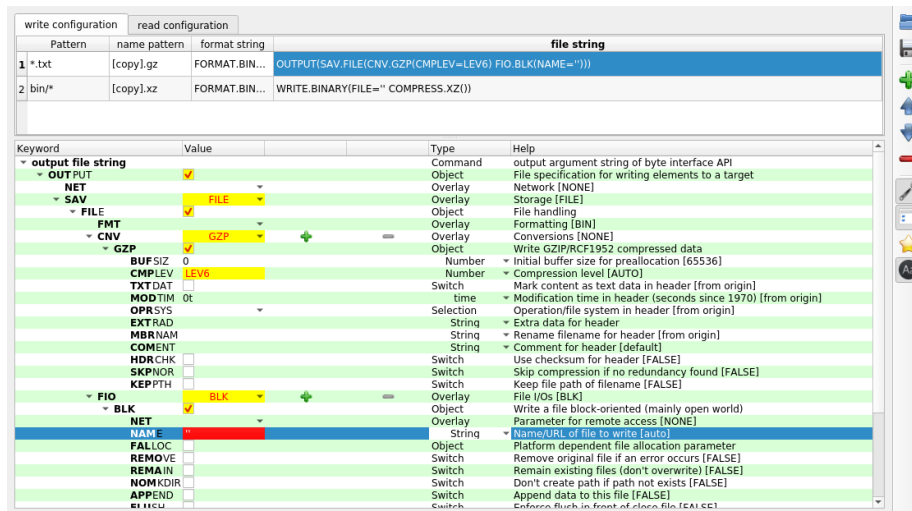 write configuration read configuration
Pattern name pattern format string file string
1 *.txt [copy].gz FORMAT.BIN... OUTPUT(SAV.FILE(CNV.GZP(CMPLEV=LEV6) FIO.BLK(NAME='')))
2 bin/* [copy].xz FORMAT.BIN... WRITE.BINARY(FILE='' COMPRESS.XZ())
Keyword Value Type Help
output file string Command output argument string of byte interface API
OUTPUT Object File specification for writing elements to a target
NET Overlay Network [NONE]
SAV FILE Overlay Storage [FILE]
FILE Object File handling
FMT Overlay Formatting [BIN]
CNV GZP Overlay Conversions [NONE]
GZP Object Write GZIP/RCF1952 compressed data
BUFSIZ 0 Number Initial buffer size for preallocation [65536]
CMPLEV LEV6 Number Compression level [AUTO]
TXTDAT Switch Mark content as text data in header [from origin]
MODTIM 0t time Modification time in header (seconds since 1970) [from origin]
OPRSYS Selection Operation/file system in header [from origin]
EXTRAD String Extra data for header
MBRNAM String Rename filename for header [from origin]
COMENT String Comment for header [default]
HDRCHK Switch Use checksum for header [FALSE]
SKPNOR Switch Skip compression if no redundancy found [FALSE]
KEPPTH Switch Keep file path of filename [FALSE]
FIO BLK Overlay File I/Os [BLK]
BLK Object Write a file block-oriented (mainly open world)
NET Overlay Parameter for remote access [NONE]
NAME '' String Name/URL of file to write [auto]
FALLOC Object Platform dependent file allocation parameter
REMOVE Switch Remove original file if an error occurs [FALSE]
REMAIN Switch Remain existing files (don't overwrite) [FALSE]
NOMKDIR Switch Don't create path if path not exists [FALSE]
APPEND Switch Append data to this file [FALSE]
FLUSH Switch Enforce flush in front of close file [FALSE]